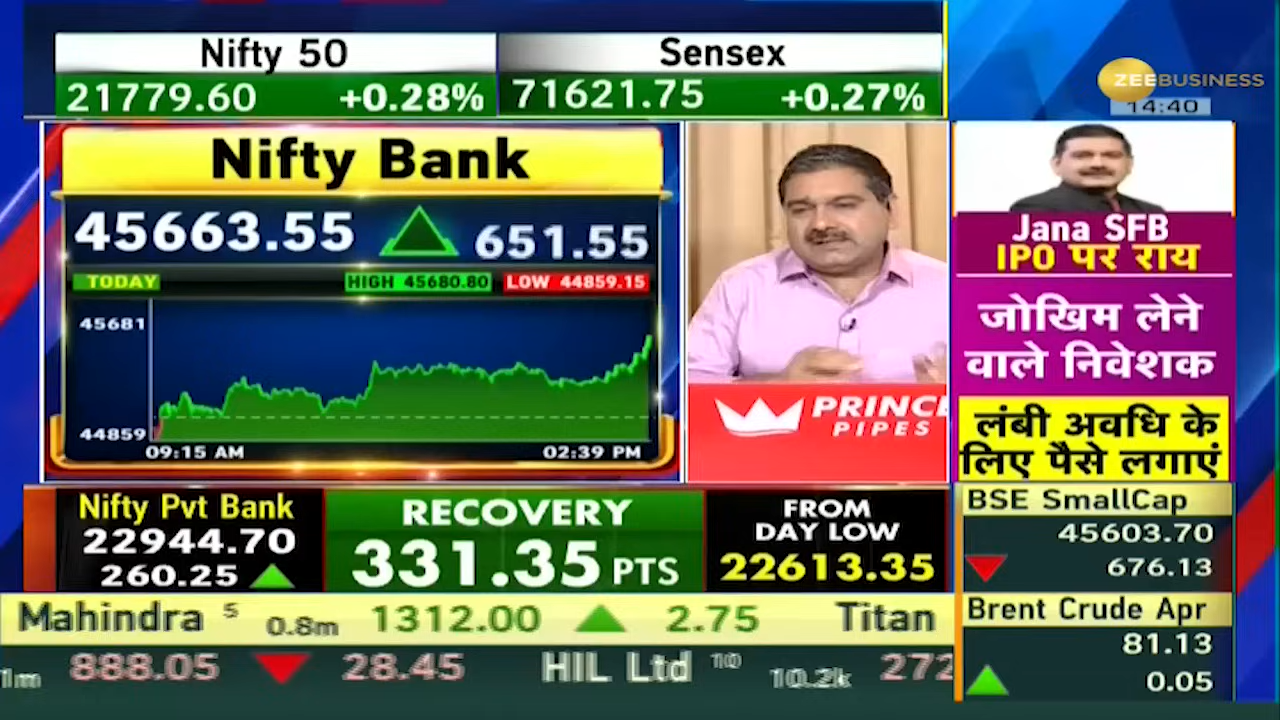 Nifty 50
21779.60 +0.28%
Sensex
71621.75 +0.27%
ZEEBUSINESS
14:40
Nifty Bank
45663.55 651.55
TODAY HIGH 45680.80 LOW 44859.15
45681
44859
09:15 AM 02:39 PM
PRINCE
PIPES
Jana SFB
IPO पर राय
जोखिम लेने
वाले निवेशक
लंबी अवधि के
लिए पैसे लगाएं
Nifty Pvt Bank
22944.70
260.25
RECOVERY
331.35 PTS
FROM
DAY LOW
22613.35
BSE SmallCap
45603.70
676.13
Brent Crude Apr
81.13
0.05
Mahindra 5 0.8m 1312.00 2.75 Titan
1m 888.05 28.45 HIL Ltd 10 10.2k 272